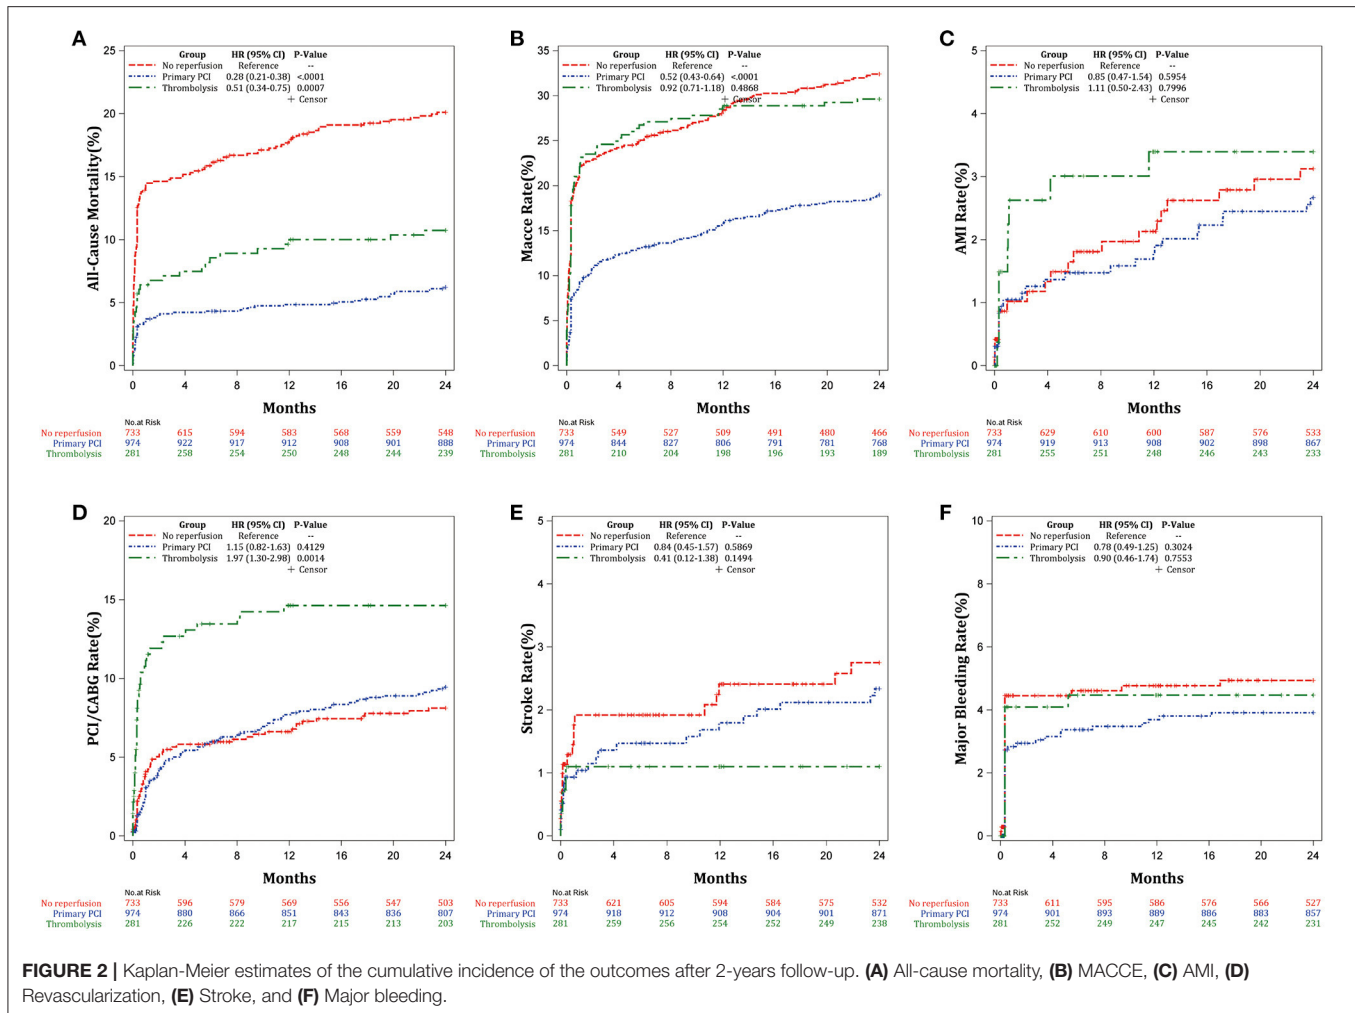 A
Group HR (95% CI) P-Value
No reperfusion Reference --
Primary PCI 0.28 (0.21-0.38) <.0001
Thrombolysis 0.51 (0.34-0.75) 0.0007
+ Censor
All-Cause Mortality(%)
25
20
15
10
5
0
0 4 8 12 16 20 24
Months
No.at Risk
No reperfusion 733 615 594 583 568 559 548
Primary PCI 974 922 917 912 908 901 888
Thrombolysis 281 258 254 250 248 244 239
B
Group HR (95% CI) P-Value
No reperfusion Reference --
Primary PCI 0.52 (0.43-0.64) <.0001
Thrombolysis 0.92 (0.71-1.18) 0.4868
+ Censor
Macce Rate(%)
35
30
25
20
15
10
5
0
0 4 8 12 16 20 24
Months
No.at Risk
No reperfusion 733 549 527 509 491 480 466
Primary PCI 974 844 827 806 791 781 768
Thrombolysis 281 210 204 198 196 193 189
C
Group HR (95% CI) P-Value
No reperfusion Reference --
Primary PCI 0.85 (0.47-1.54) 0.5954
Thrombolysis 1.11 (0.50-2.43) 0.7996
+ Censor
AMI Rate(%)
5
4
3
2
1
0
0 4 8 12 16 20 24
Months
No.at Risk
No reperfusion 733 629 610 600 587 576 533
Primary PCI 974 919 913 908 902 898 867
Thrombolysis 281 255 251 248 246 243 233
D
Group HR (95% CI) P-Value
No reperfusion Reference --
Primary PCI 1.15 (0.82-1.63) 0.4129
Thrombolysis 1.97 (1.30-2.98) 0.0014
+ Censor
PCI/CABG Rate(%)
20
15
10
5
0
0 4 8 12 16 20 24
Months
No.at Risk
No reperfusion 733 596 579 569 556 547 503
Primary PCI 974 880 866 851 843 836 807
Thrombolysis 281 226 222 217 215 213 203
E
Group HR (95% CI) P-Value
No reperfusion Reference --
Primary PCI 0.84 (0.45-1.57) 0.5869
Thrombolysis 0.41 (0.12-1.38) 0.1494
+ Censor
Stroke Rate(%)
5
4
3
2
1
0
0 4 8 12 16 20 24
Months
No.at Risk
No reperfusion 733 621 605 594 584 575 532
Primary PCI 974 918 912 908 904 901 871
Thrombolysis 281 259 256 254 252 249 238
F
Group HR (95% CI) P-Value
No reperfusion Reference --
Primary PCI 0.78 (0.49-1.25) 0.3024
Thrombolysis 0.90 (0.46-1.74) 0.7553
+ Censor
Major Bleeding Rate(%)
10
8
6
4
2
0
0 4 8 12 16 20 24
Months
No.at Risk
No reperfusion 733 611 595 586 576 566 527
Primary PCI 974 901 893 889 886 883 857
Thrombolysis 281 252 249 247 245 242 231
FIGURE 2 | Kaplan-Meier estimates of the cumulative incidence of the outcomes after 2-years follow-up. (A) All-cause mortality, (B) MACCE, (C) AMI, (D)
Revascularization, (E) Stroke, and (F) Major bleeding.